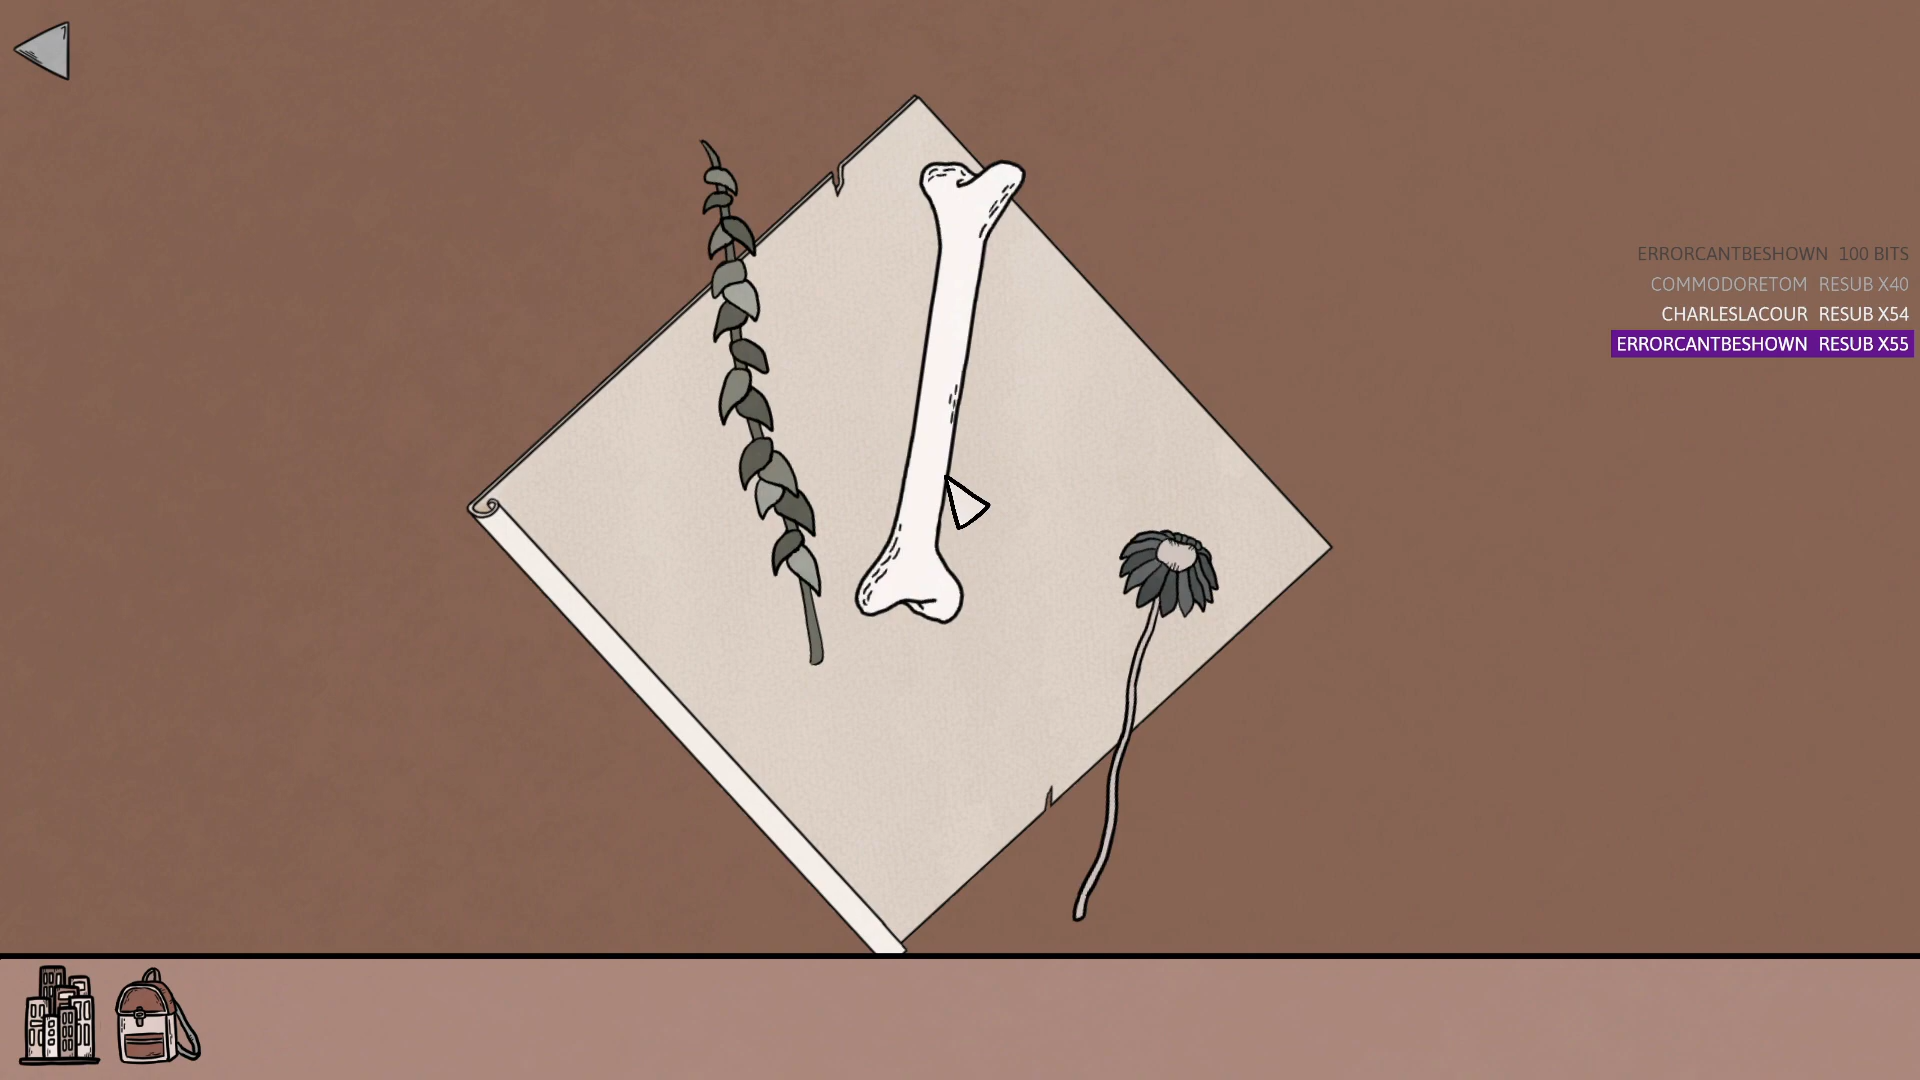 ERRORCANTBESHOWN 100 BITS
COMMODORETOM RESUB X40
CHARLESLACOUR RESUB X54
ERRORCANTBESHOWN RESUB X55